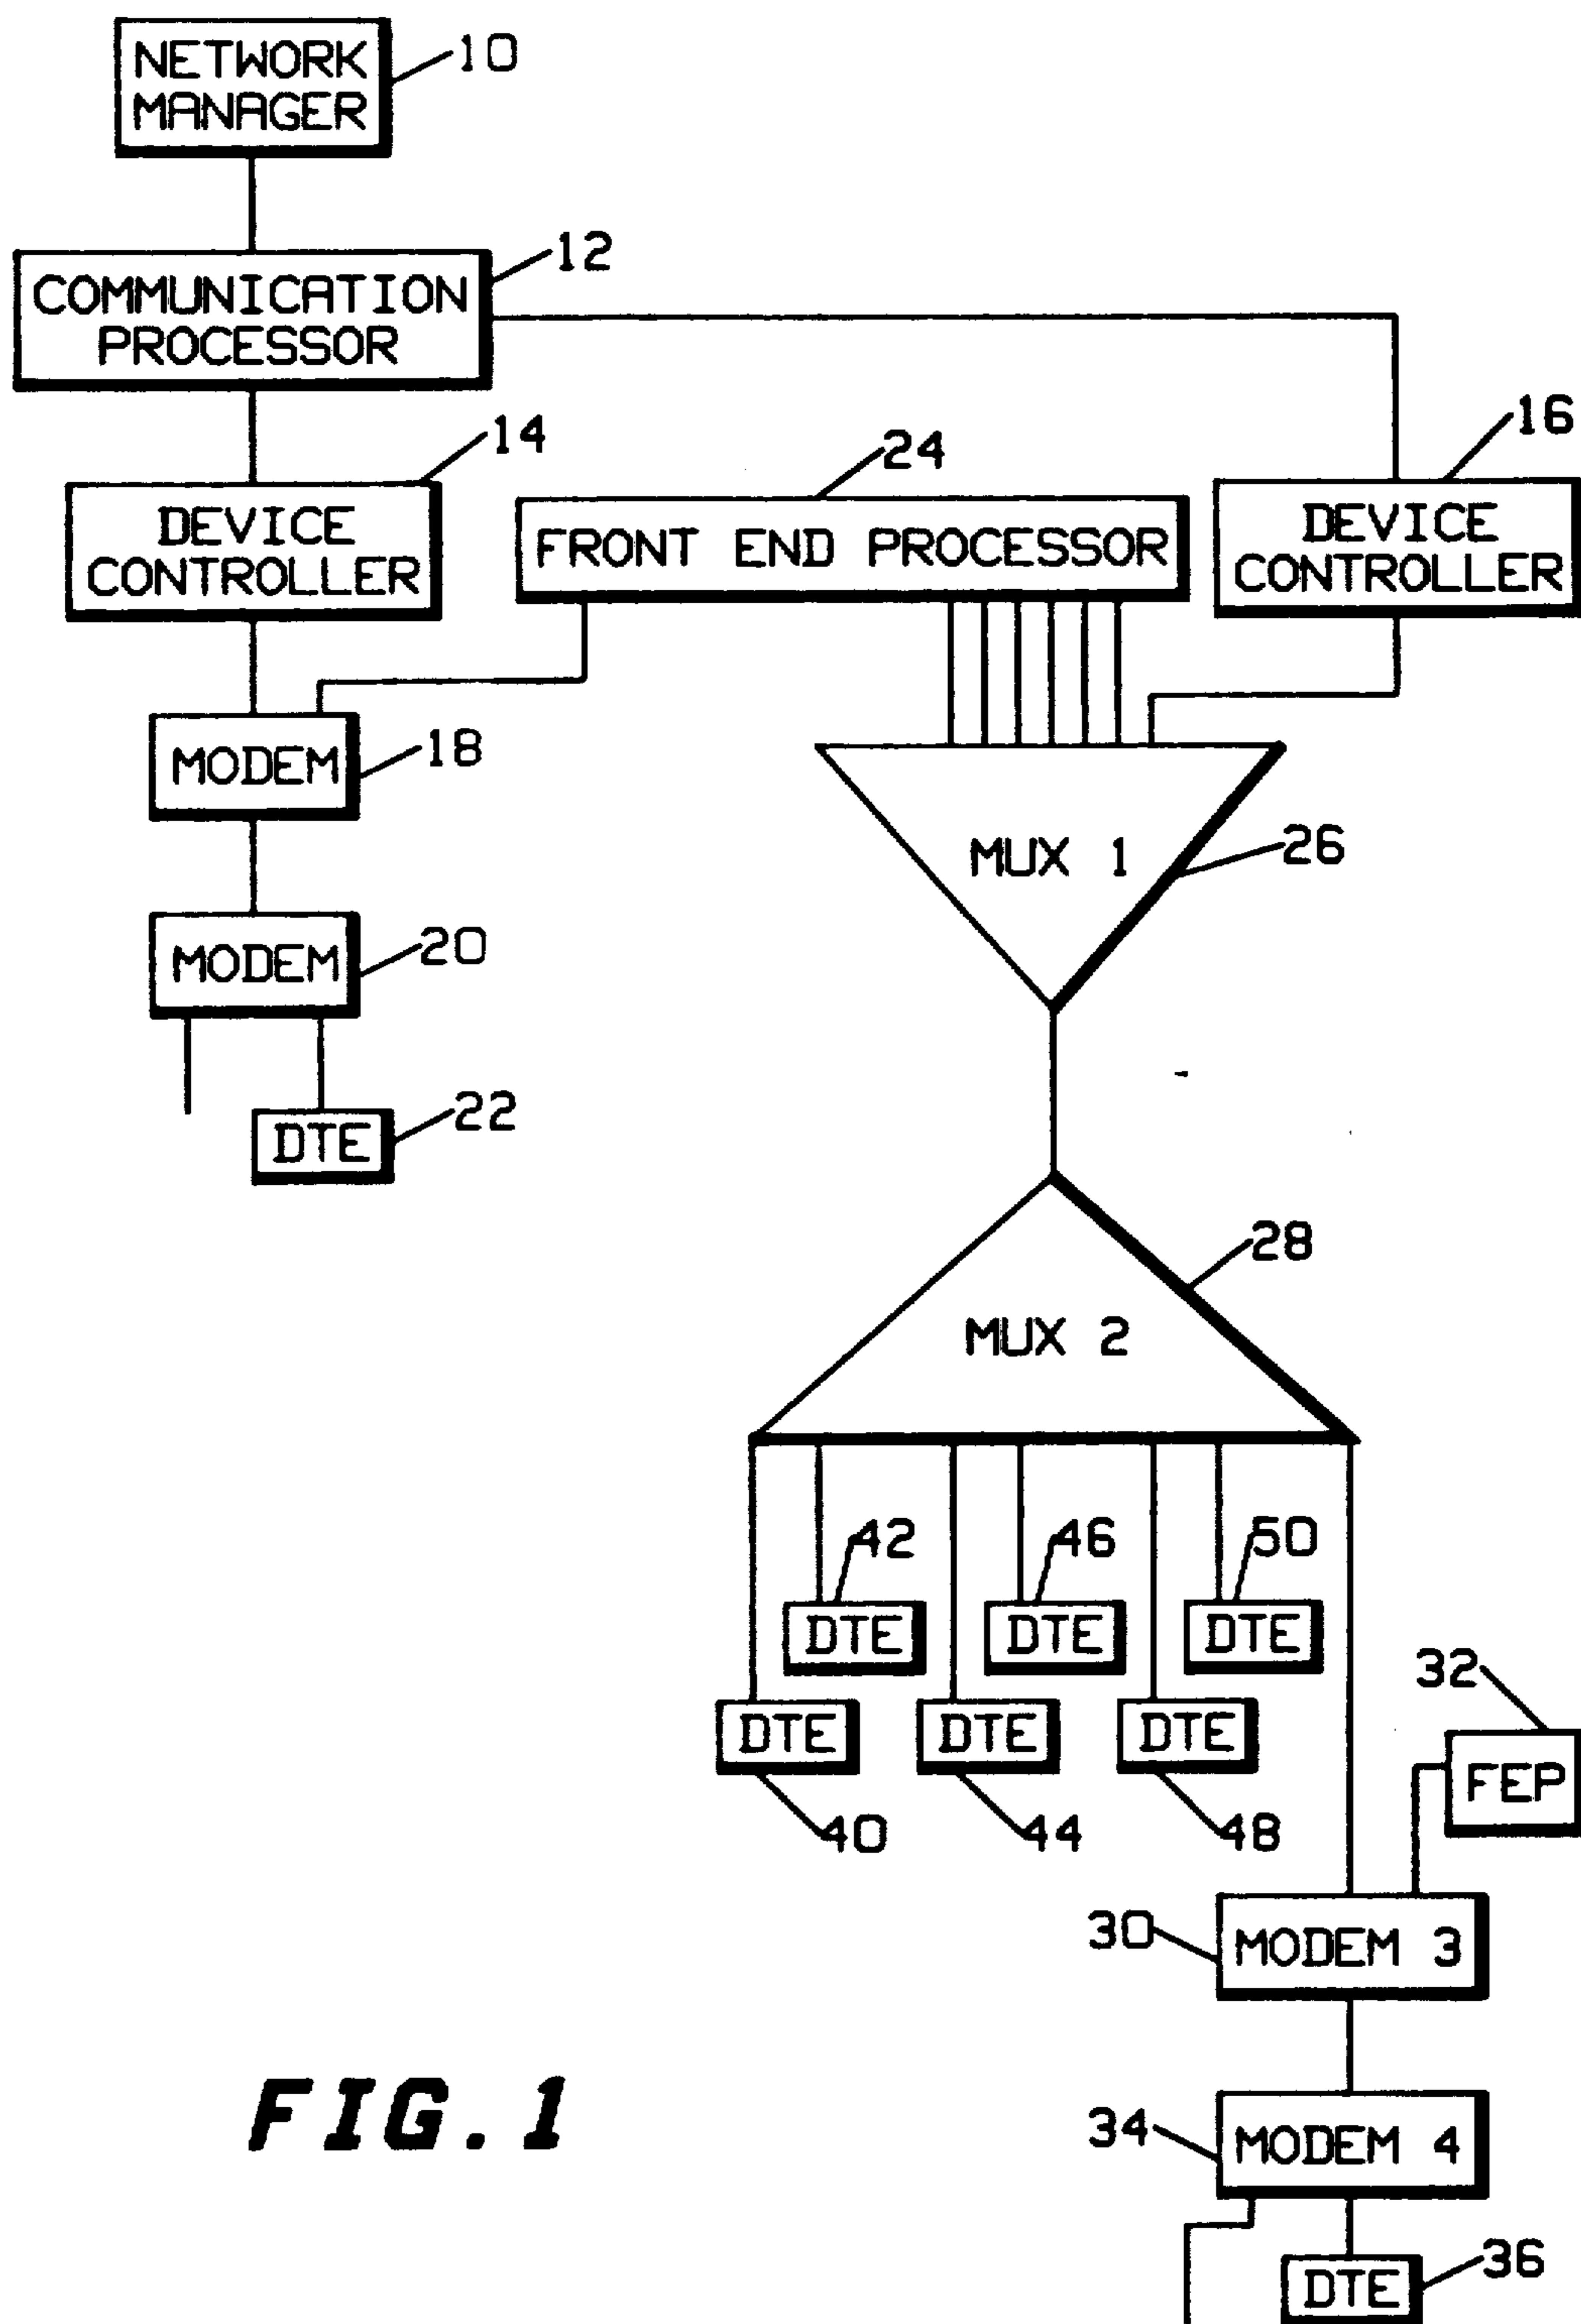 NETWORK
MANAGER
10
COMMUNICATION
PROCESSOR
12
DEVICE
CONTROLLER
14
FRONT END PROCESSOR
24
DEVICE
CONTROLLER
16
MODEM
18
MUX 1
26
MODEM
20
DTE
22
MUX 2
28
42
46
50
DTE
DTE
DTE
DTE
DTE
DTE
40
44
48
32
FEP
30
MODEM 3
34
MODEM 4
DTE
36
FIG.1